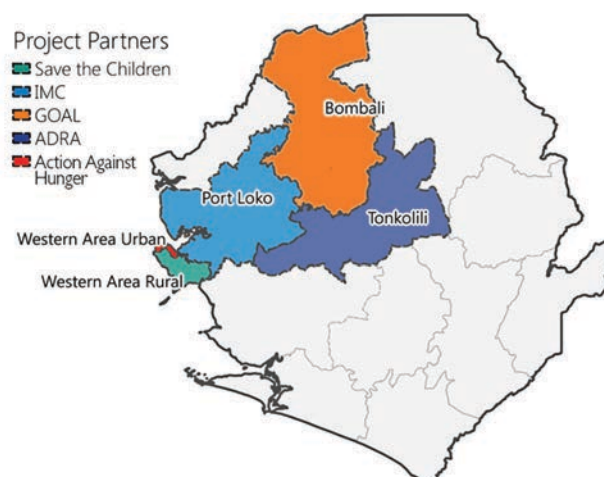 Project Partners
Save the Children
IMC
GOAL
ADRA
Action Against
Hunger
Bombali
Port Loko
Tonkolili
Western Area Urban
Western Area Rural